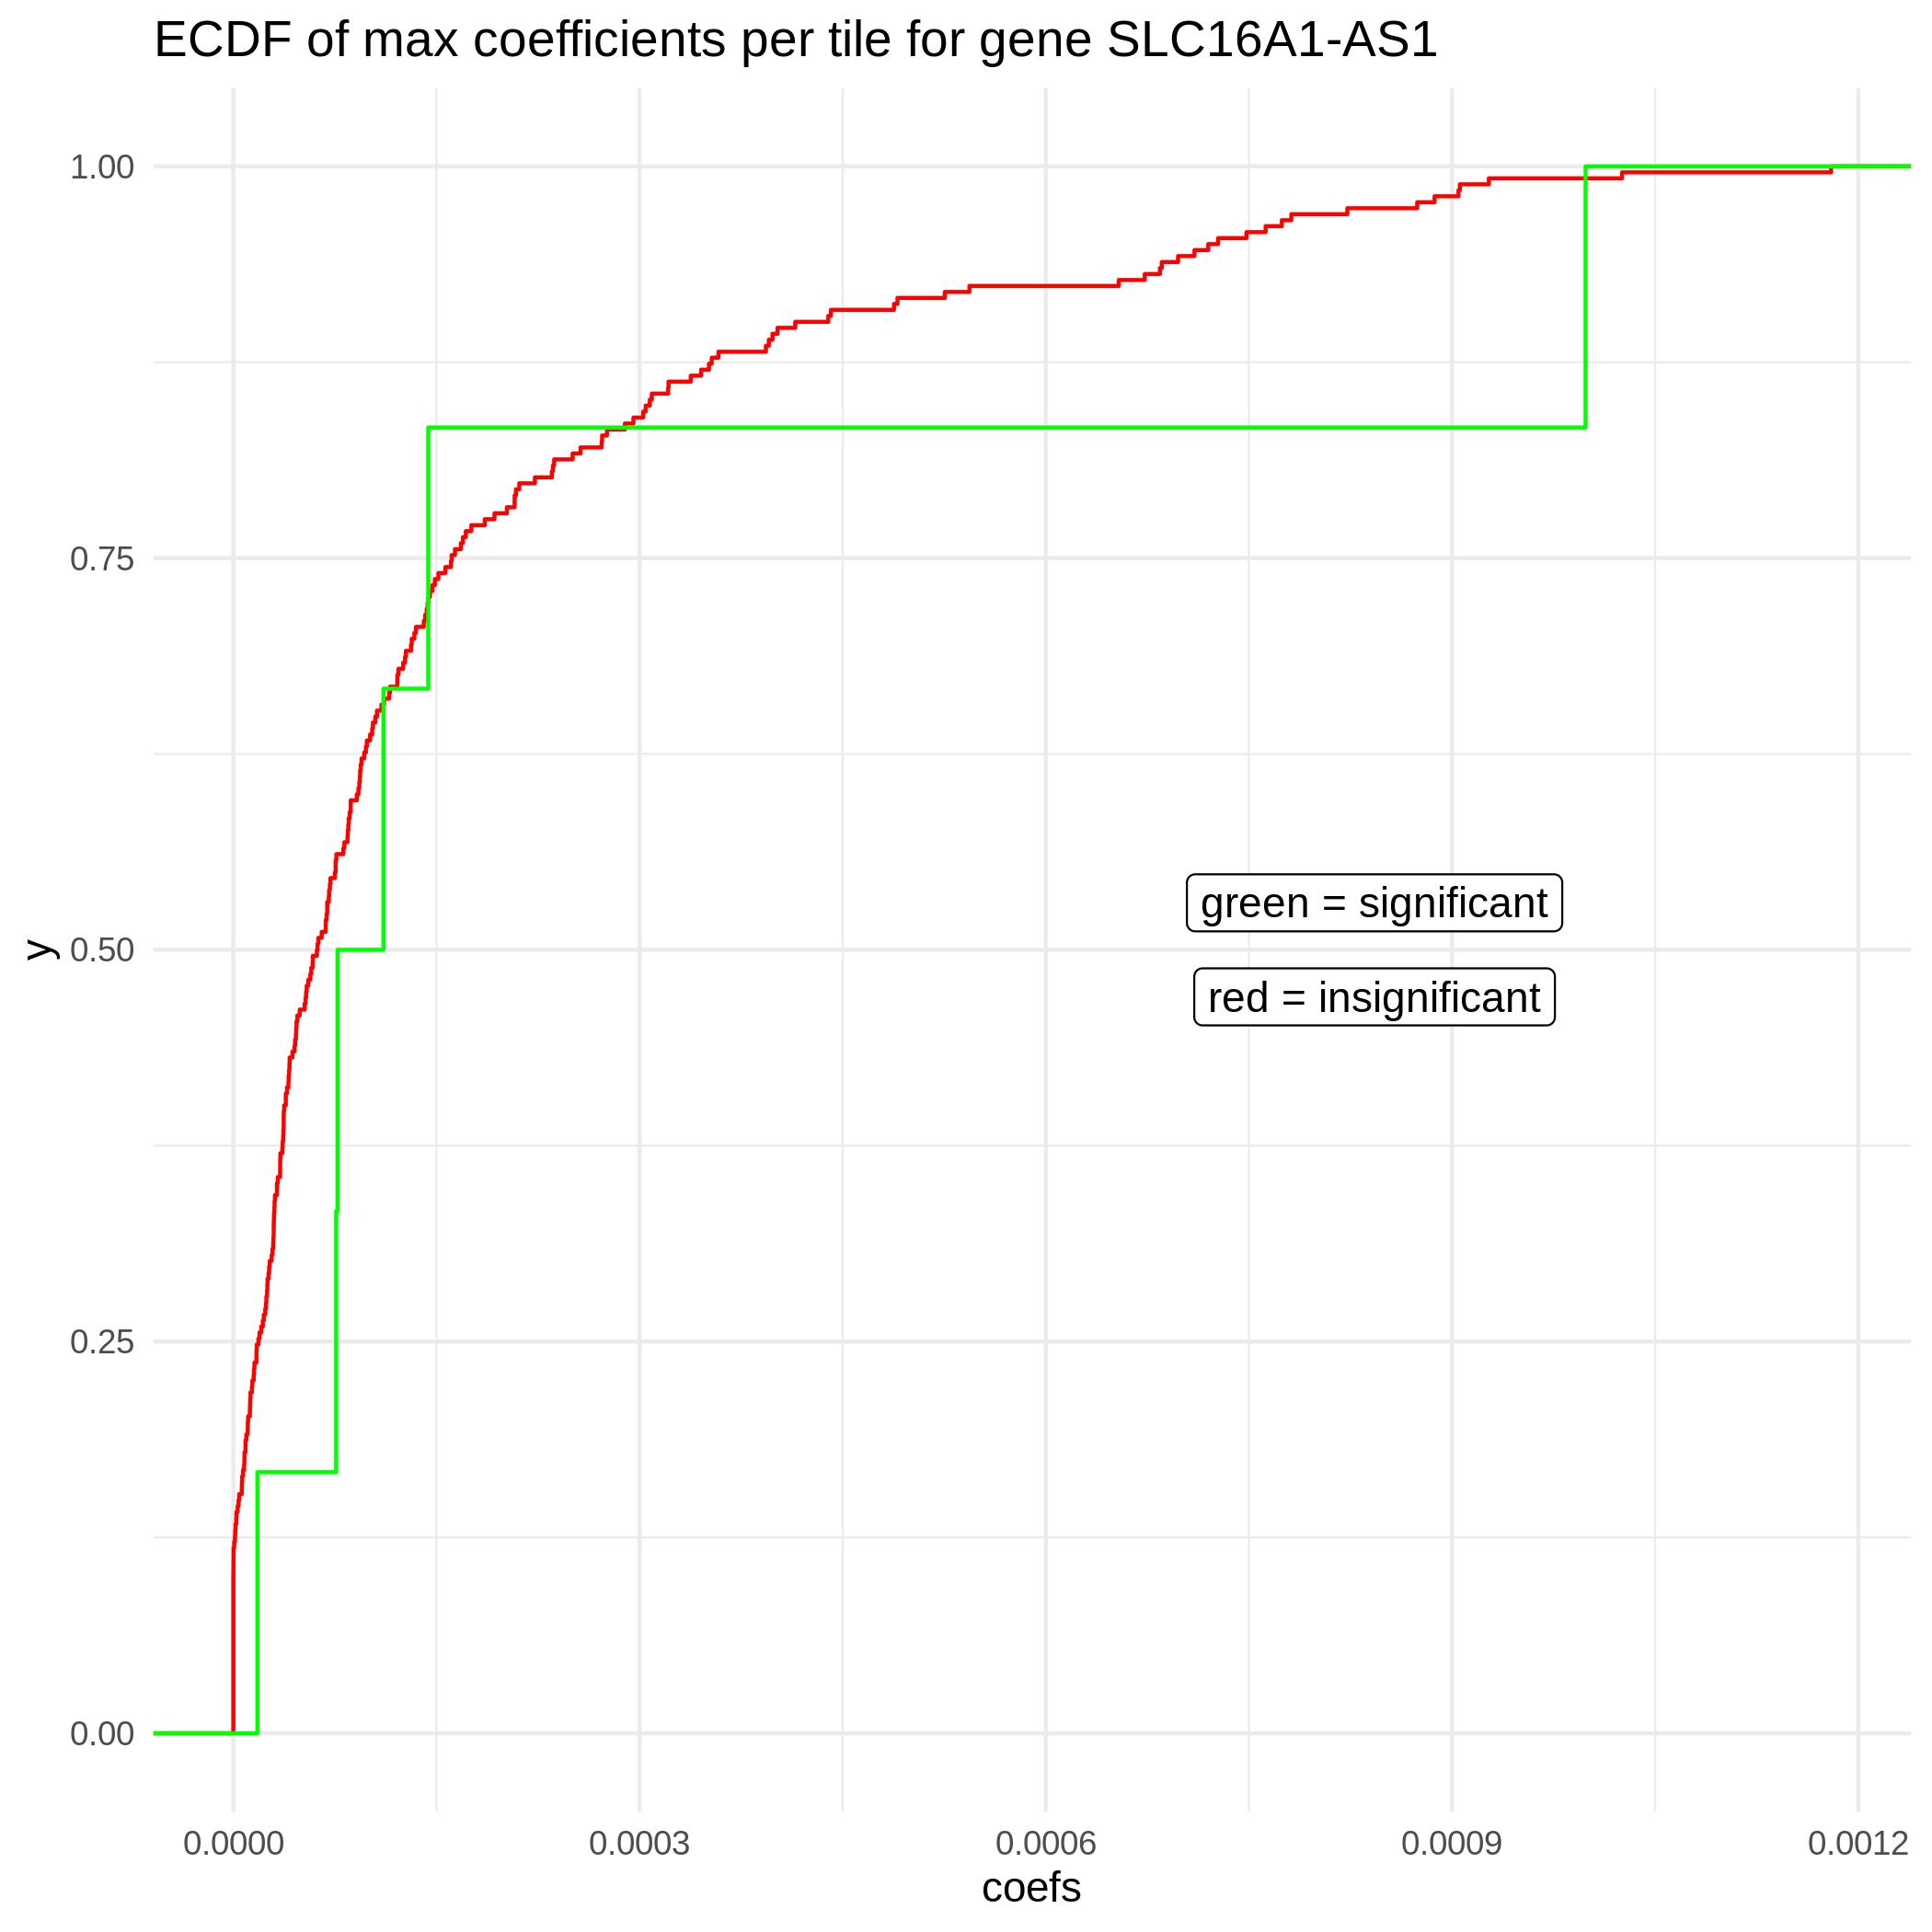 ECDF of max coefficients per tile for gene SLC16A1-AS1
1.00
0.75
0.50
0.25
0.00
y
green = significant
red = insignificant
0.0000 0.0003 0.0006 0.0009 0.0012
coefs